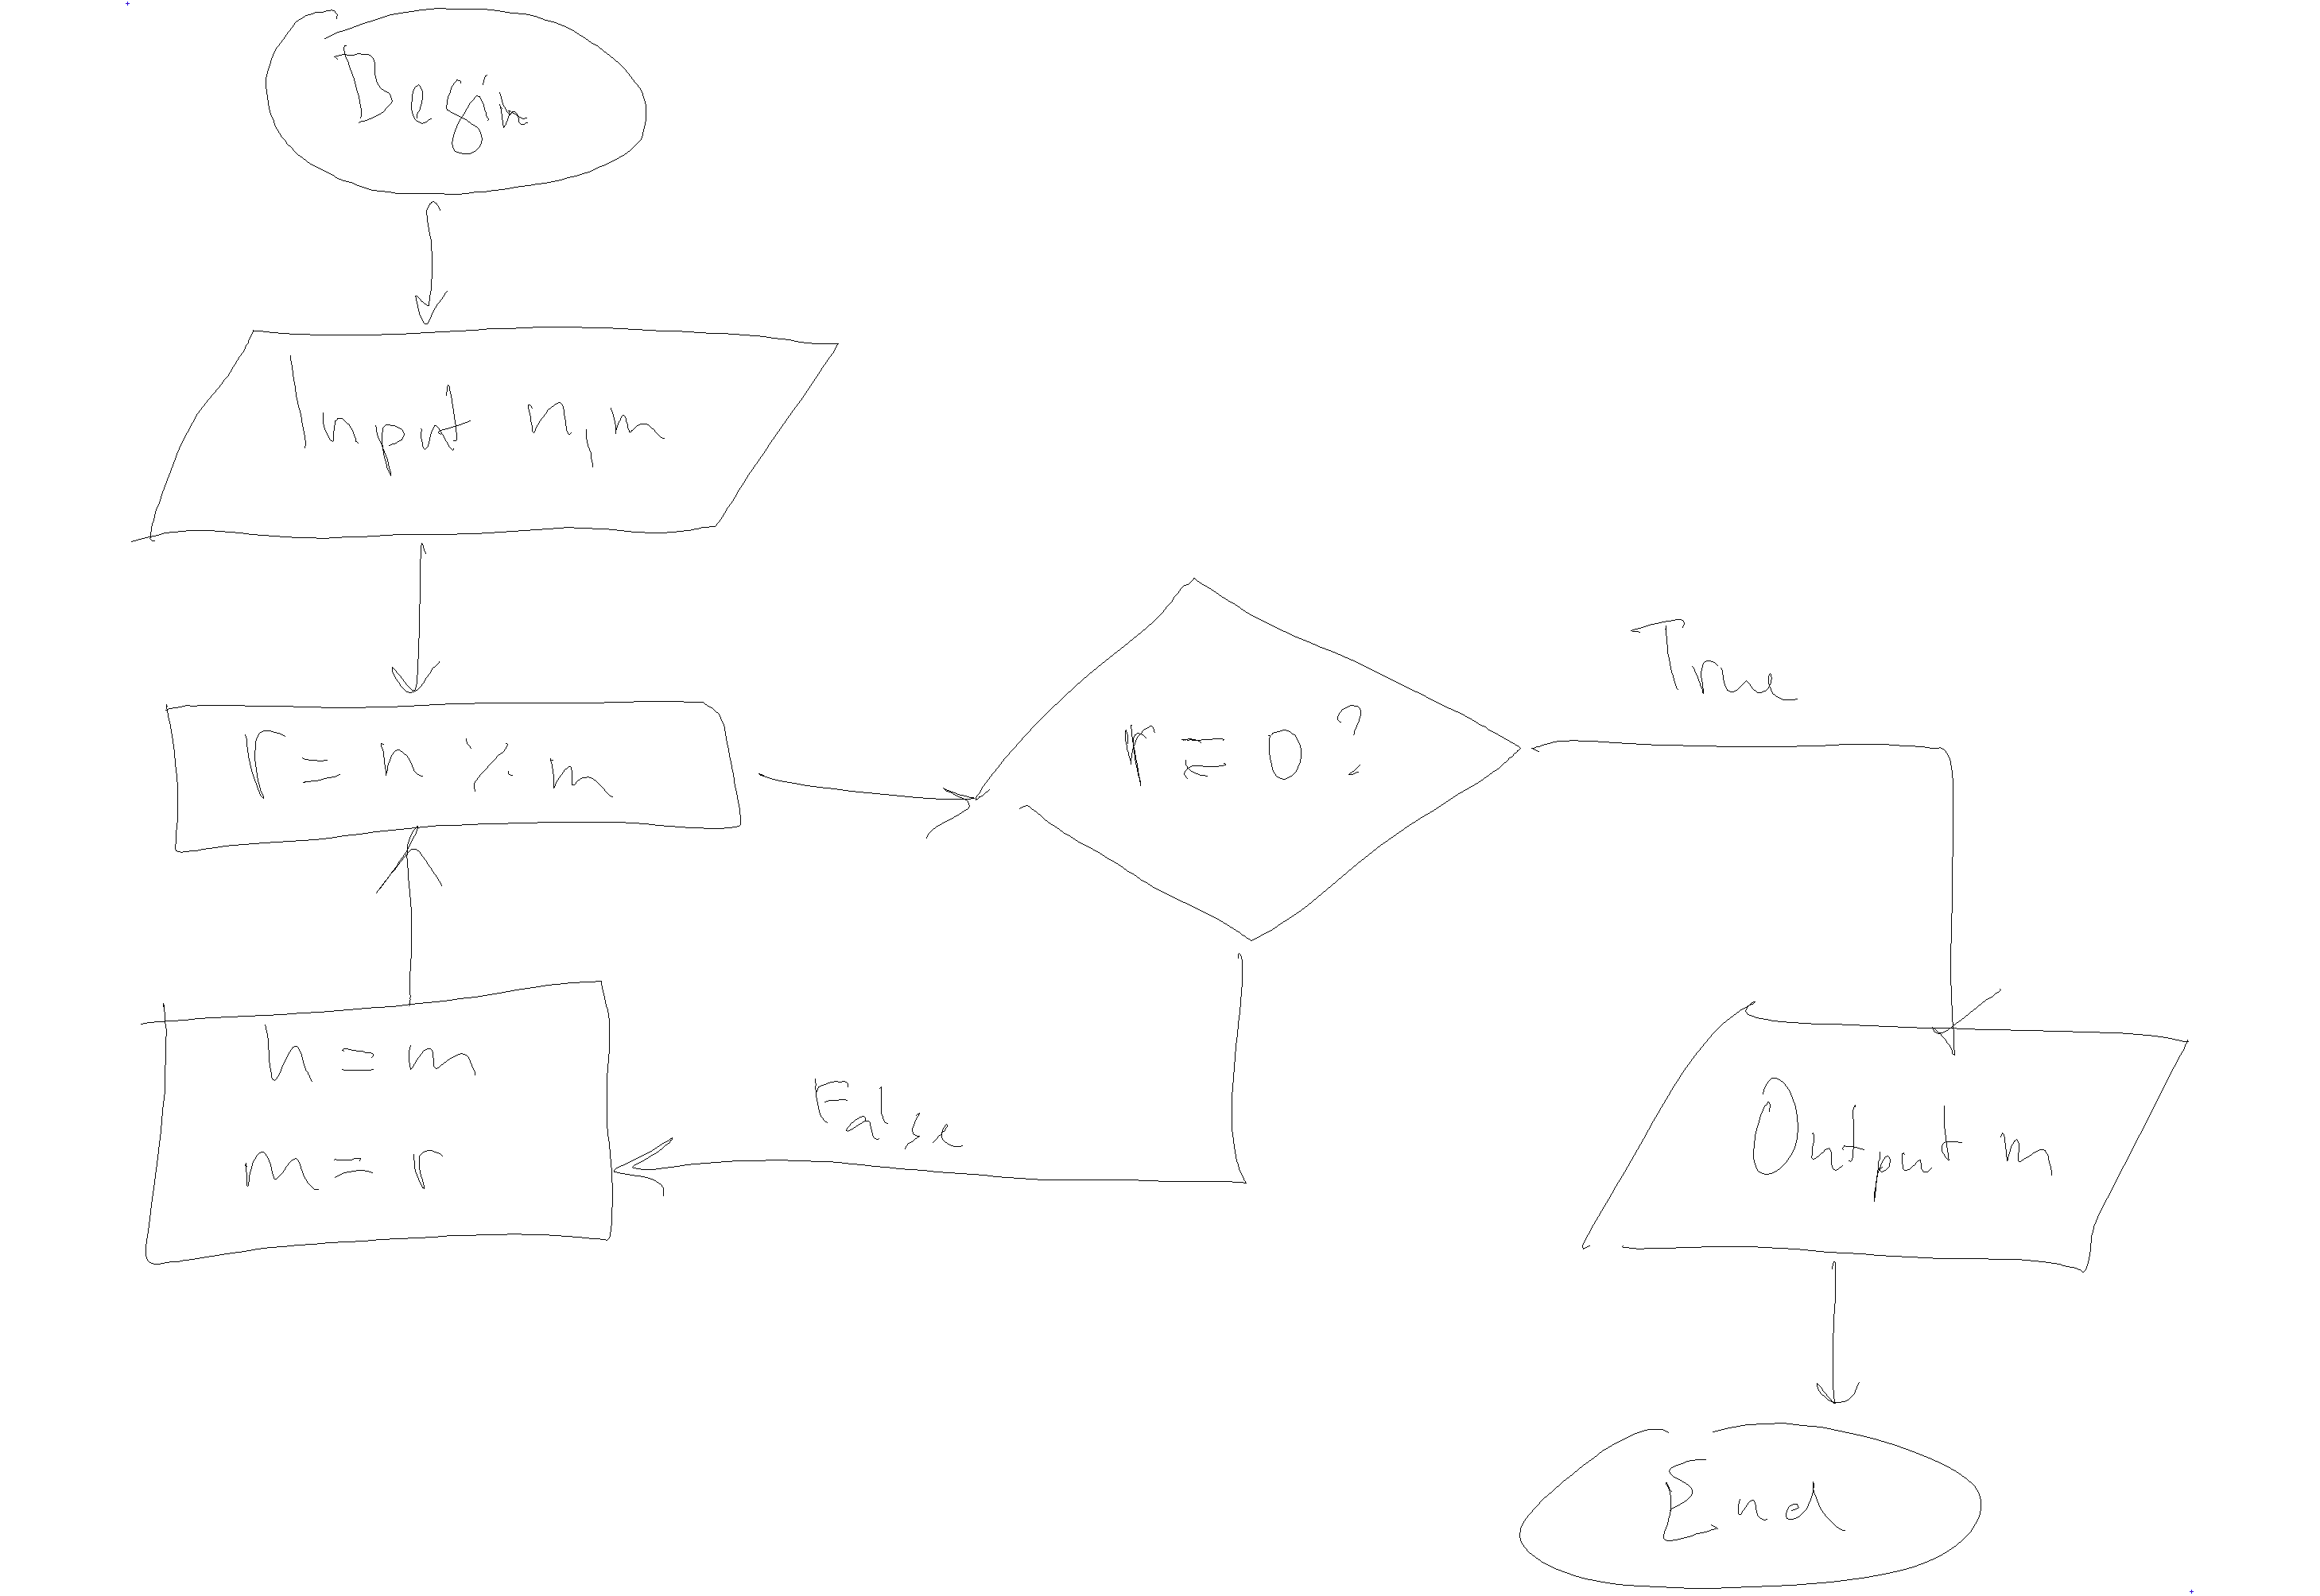 Begin
Input n,m
r = n % m
r = 0 ?
True
False
n = m
m = r
Output m
End